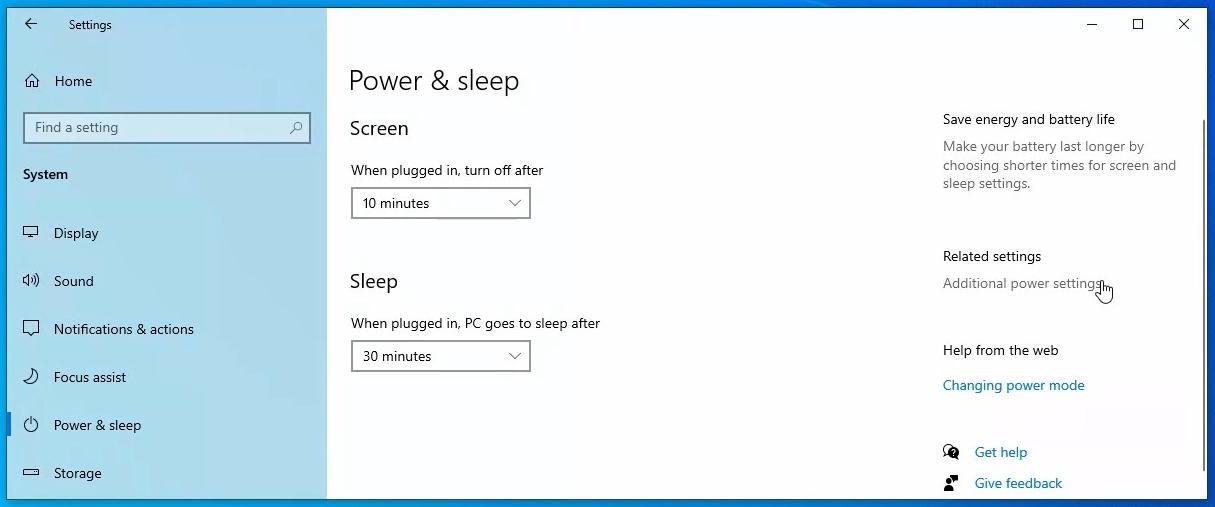 Settings
Home
Find a setting
System
Display
Sound
Notifications & actions
Focus assist
Power & sleep
Storage
Power & sleep
Screen
When plugged in, turn off after
10 minutes
Sleep
When plugged in, PC goes to sleep after
30 minutes
Save energy and battery life
Make your battery last longer by
choosing shorter times for screen and
sleep settings.
Related settings
Additional power settings
Help from the web
Changing power mode
Get help
Give feedback